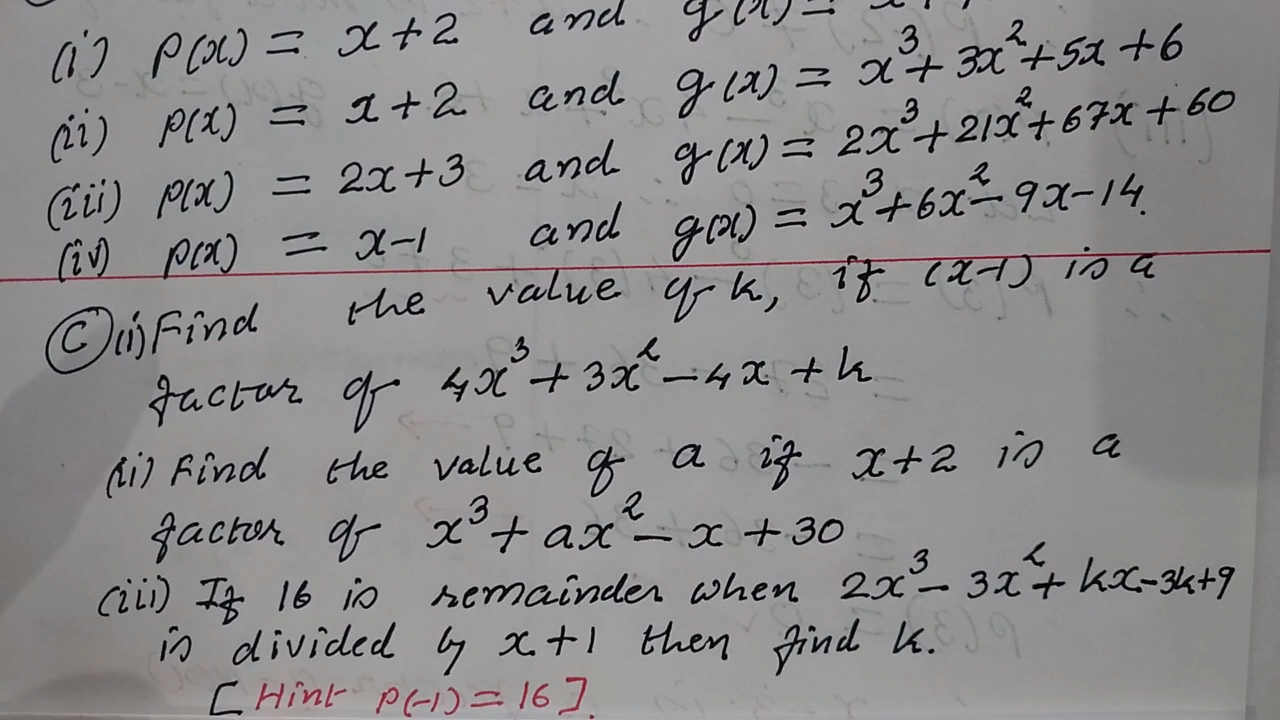 (i) P(x) = x+2 and g(x) =
(ii) P(x) = x+2 and g(x) = x³+3x²+5x+6
(iii) P(x) = 2x+3 and g(x) = 2x³+21x²+67x+60
(iv) P(x) = x-1 and g(x) = x³+6x²-9x-14.
(C) (i) Find the value of k, if (x-1) is a
factor of 4x³+3x²-4x+k
(ii) Find the value of a if x+2 is a
factor of x³+ax²-x+30
(iii) If 16 is remainder when 2x³-3x²+kx-3k+9
is divided by x+1 then find k.
[Hint P(-1)=16].